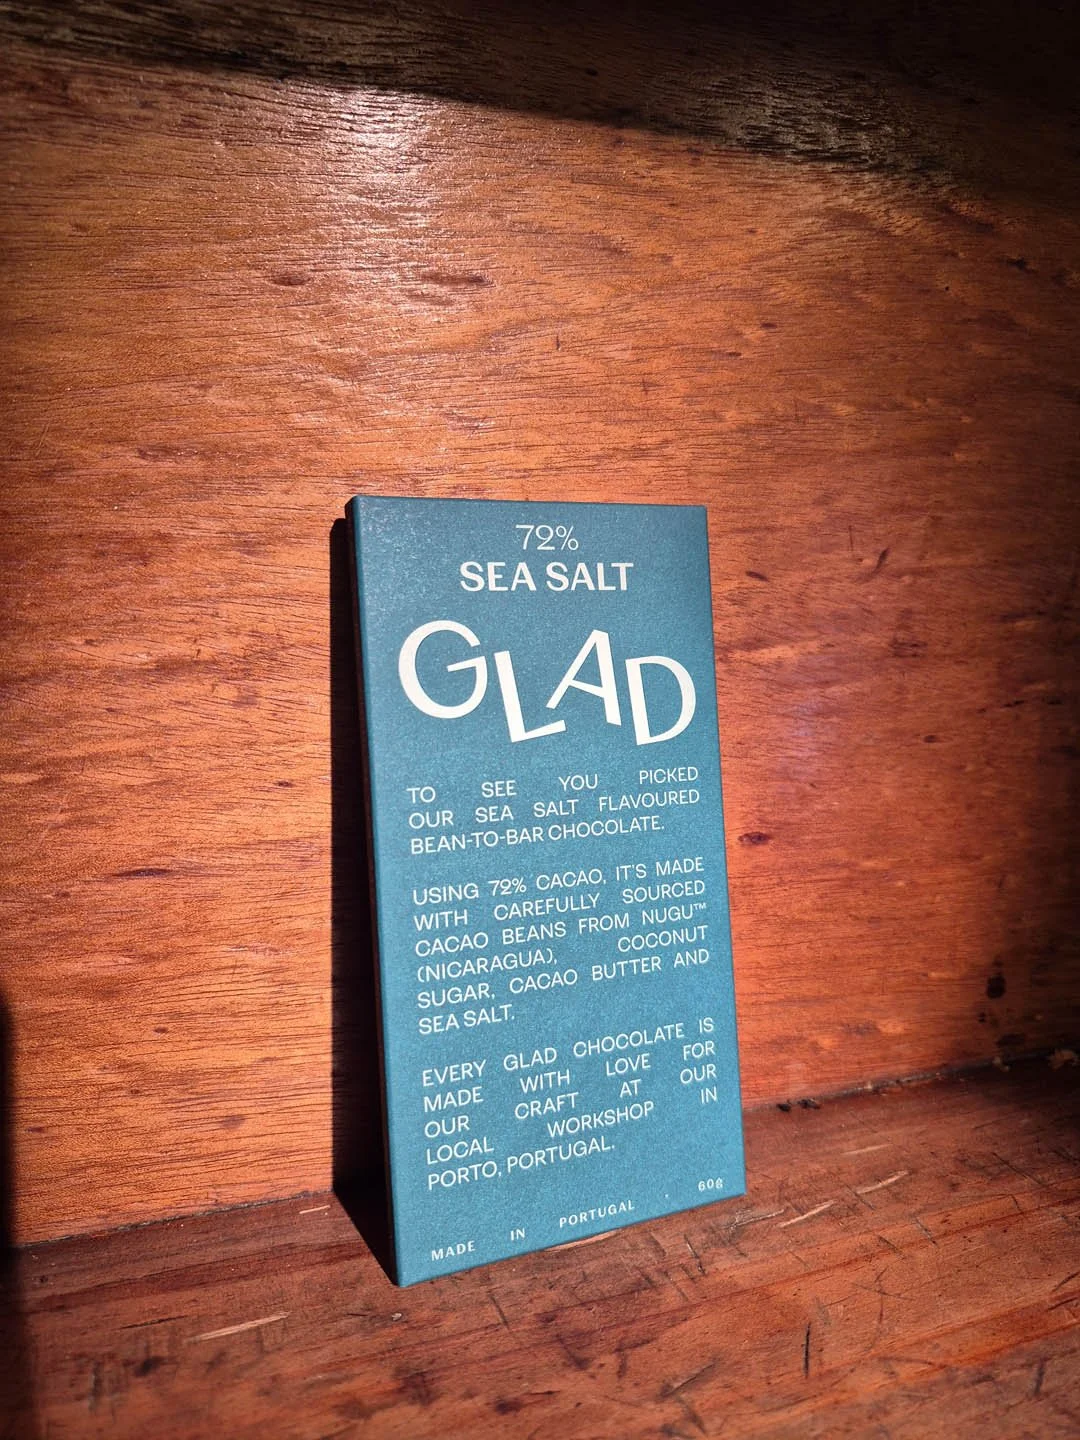 72%
SEA SALT
GLAD
TO SEE YOU PICKED
OUR SEA SALT FLAVOURED
BEAN-TO-BAR CHOCOLATE.
USING 72% CACAO, IT'S MADE
WITH CAREFULLY SOURCED
CACAO BEANS FROM NUGU™
(NICARAGUA), COCONUT
SUGAR, CACAO BUTTER AND
SEA SALT.
EVERY GLAD CHOCOLATE IS
MADE WITH LOVE FOR
OUR CRAFT AT OUR
LOCAL WORKSHOP IN
PORTO, PORTUGAL.
MADE IN PORTUGAL . 60g